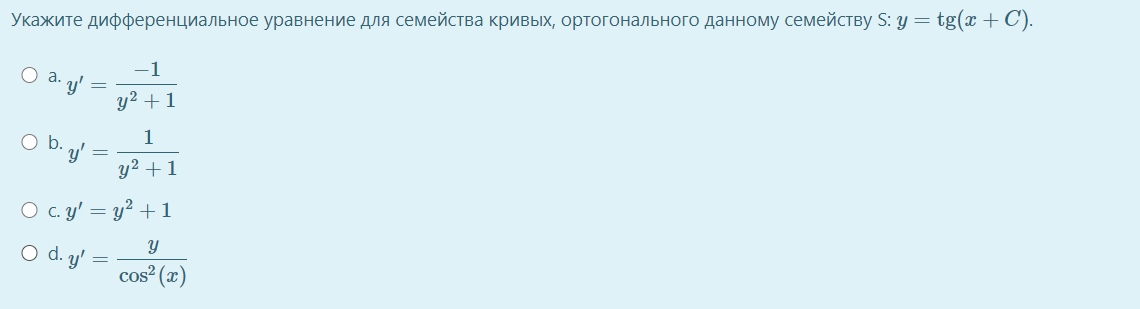 Укажите дифференциальное уравнение для семейства кривых, ортогонального данному семейству S: y = tg(x + C).
a. y' = \frac{-1}{y^2 + 1}
b. y' = \frac{1}{y^2 + 1}
c. y' = y^2 + 1
d. y' = \frac{y}{\cos^2(x)}